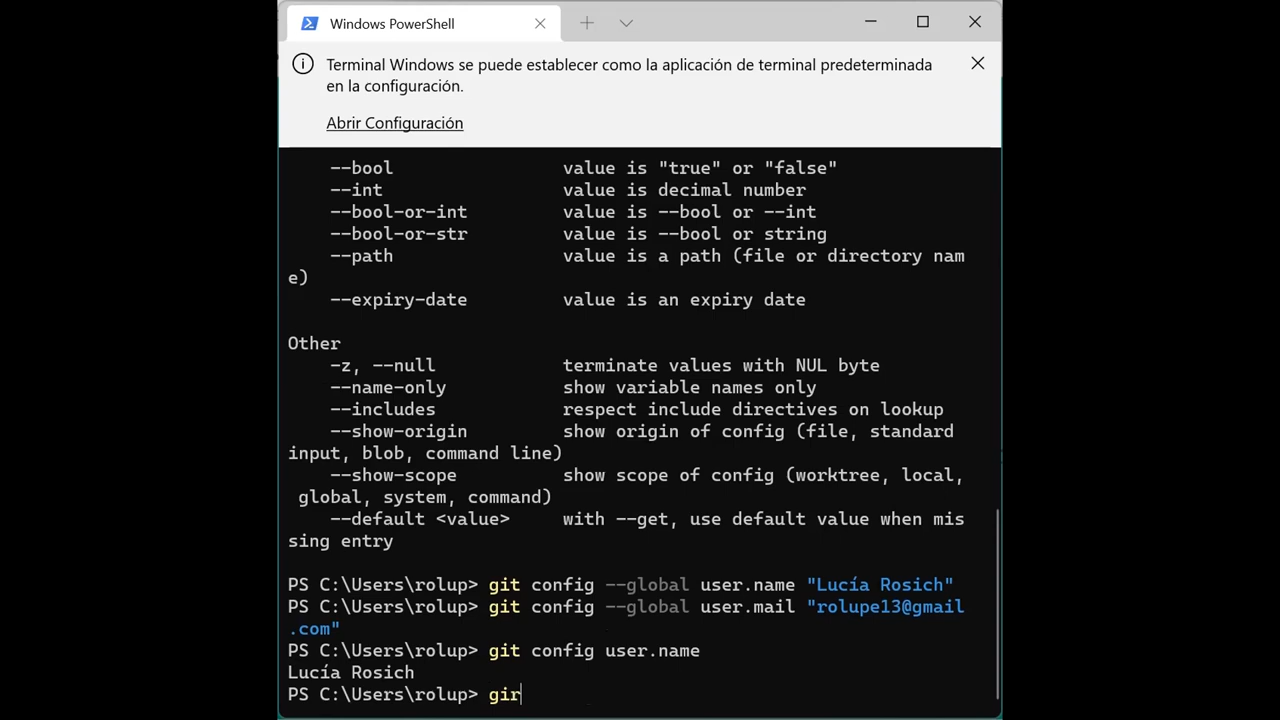 Windows PowerShell
Terminal Windows se puede establecer como la aplicación de terminal predeterminada
en la configuración.
Abrir Configuración
--bool value is "true" or "false"
--int value is decimal number
--bool-or-int value is --bool or --int
--bool-or-str value is --bool or string
--path value is a path (file or directory nam
e)
--expiry-date value is an expiry date
Other
-z, --null terminate values with NUL byte
--name-only show variable names only
--includes respect include directives on lookup
--show-origin show origin of config (file, standard
input, blob, command line)
--show-scope show scope of config (worktree, local,
global, system, command)
--default <value> with --get, use default value when mis
sing entry
PS C:\Users\rolup> git config --global user.name "Lucía Rosich"
PS C:\Users\rolup> git config --global user.mail "rolupe13@gmail
.com"
PS C:\Users\rolup> git config user.name
Lucía Rosich
PS C:\Users\rolup> gir